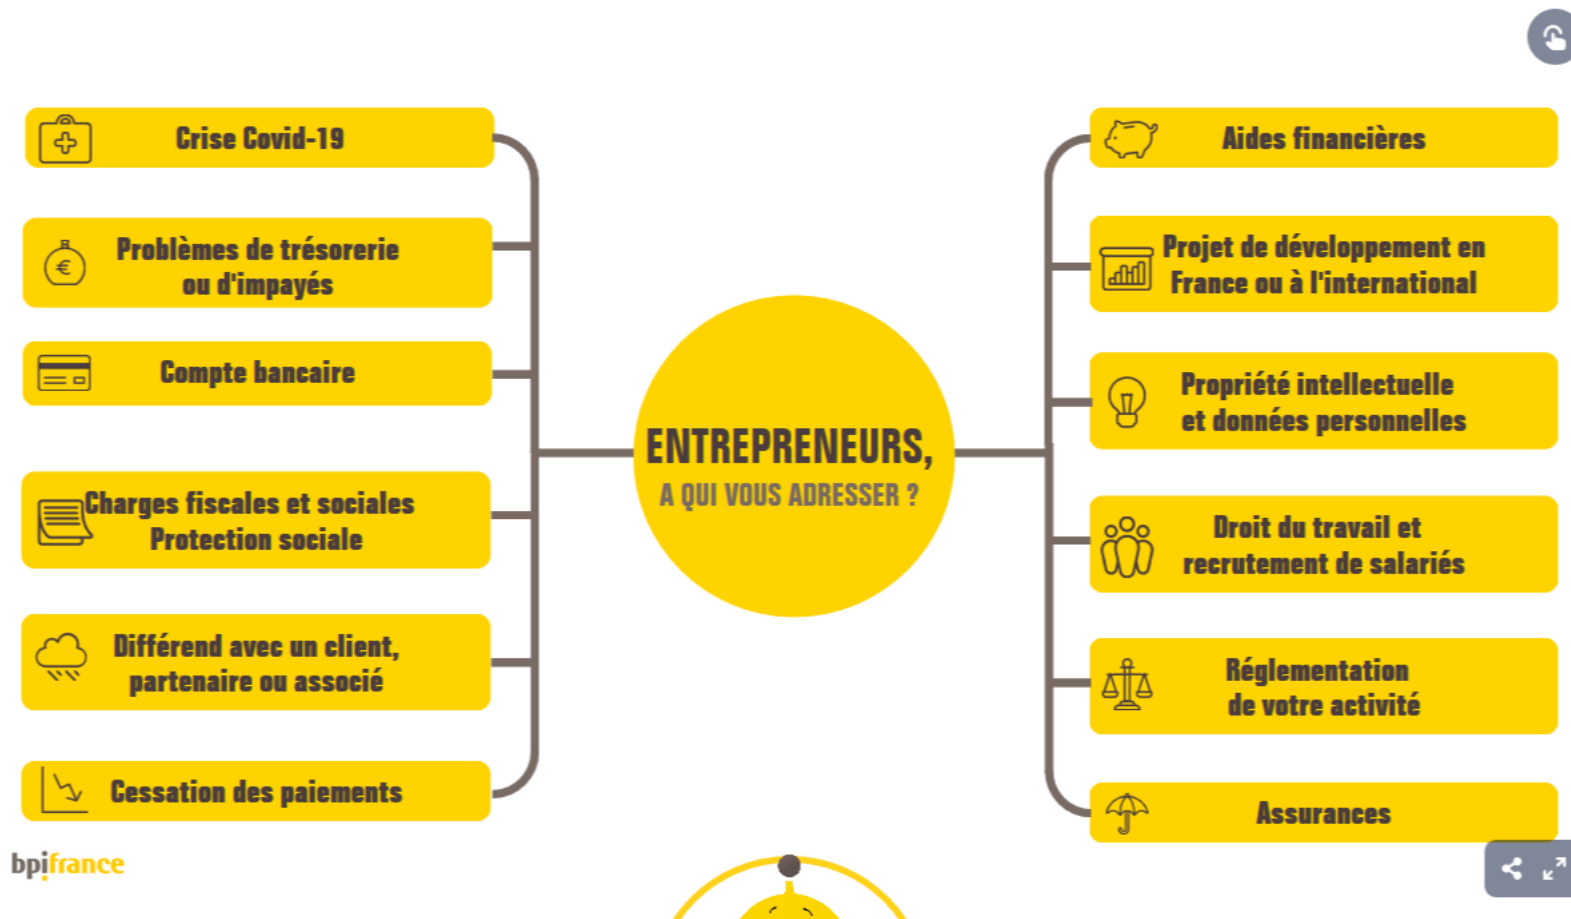 Crise Covid-19
Problèmes de trésorerie
ou d'impayés
€
Compte bancaire
Charges fiscales et sociales
Protection sociale
Différend avec un client,
partenaire ou associé
Cessation des paiements
ENTREPRENEURS,
A QUI VOUS ADRESSER ?
Aides financières
Projet de développement en
France ou à l'international
Propriété intellectuelle
et données personnelles
Droit du travail et
recrutement de salariés
Réglementation
de votre activité
Assurances
bpifrance